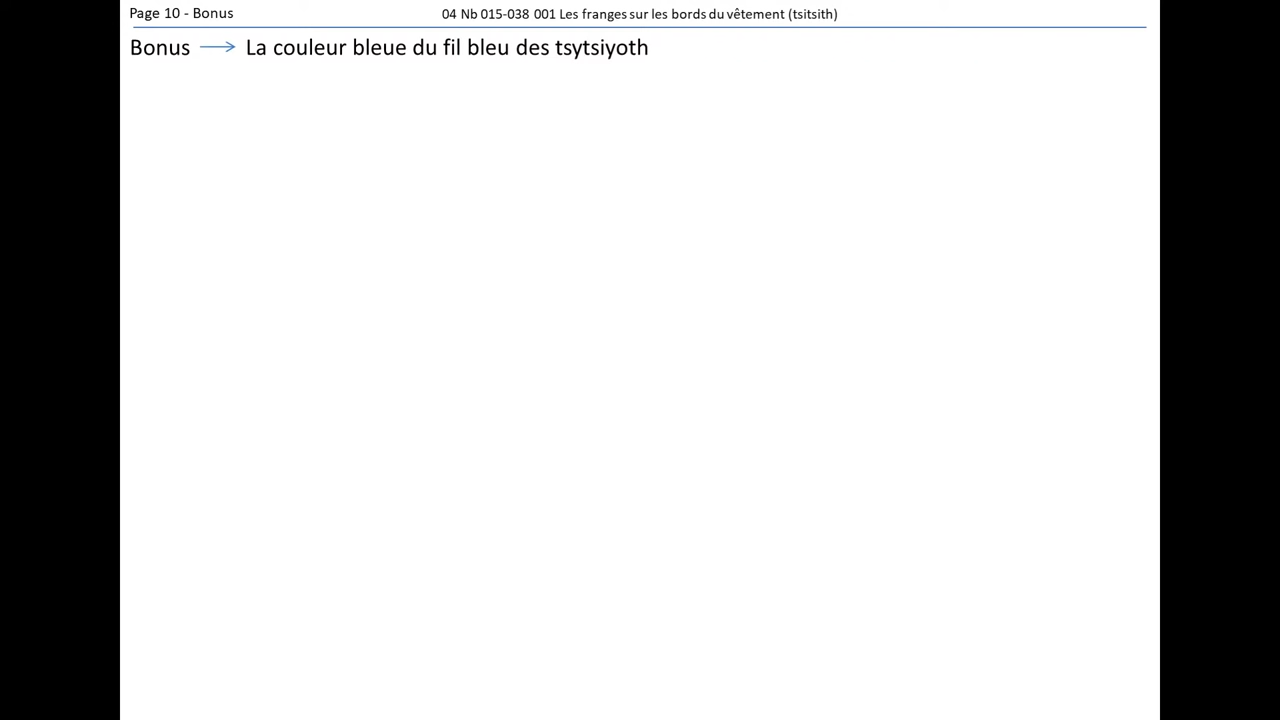 Page 10 - Bonus
04 Nb 015-038 001 Les franges sur les bords du vêtement (tsitsith)
Bonus → La couleur bleue du fil bleu des tsytsiyoth